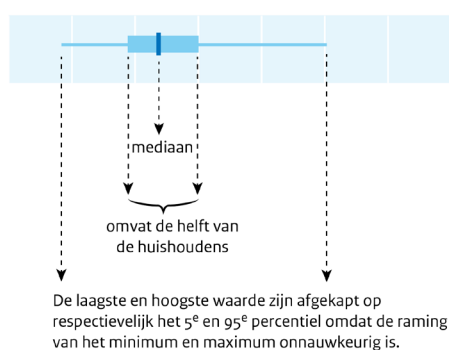 mediaan
omvat de helft van
de huishoudens
De laagste en hoogste waarde zijn afgekapt op
respectievelijk het 5e en 95e percentiel omdat de raming
van het minimum en maximum onnauwkeurig is.